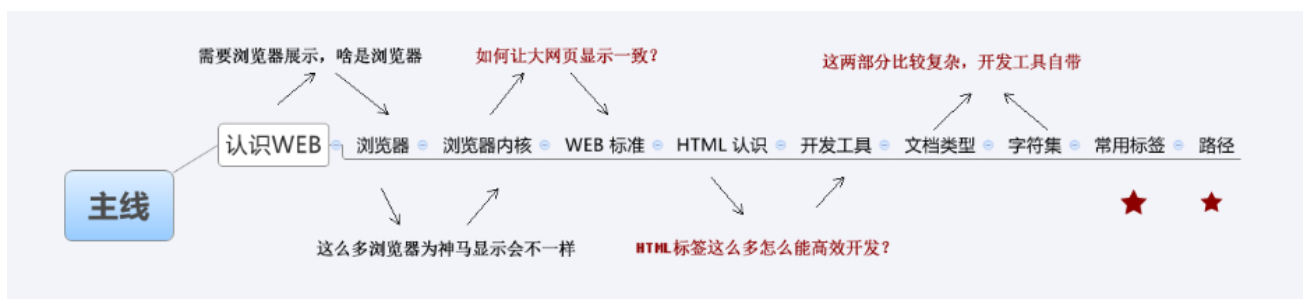 需要浏览器展示，啥是浏览器
如何让大网页显示一致？
这两部分比较复杂，开发工具自带
认识WEB 浏览器 浏览器内核 WEB 标准 HTML 认识 开发工具 文档类型 字符集 常用标签 路径
主线
这么多浏览器为神马显示会不一样
HTML标签这么多怎么能高效开发？